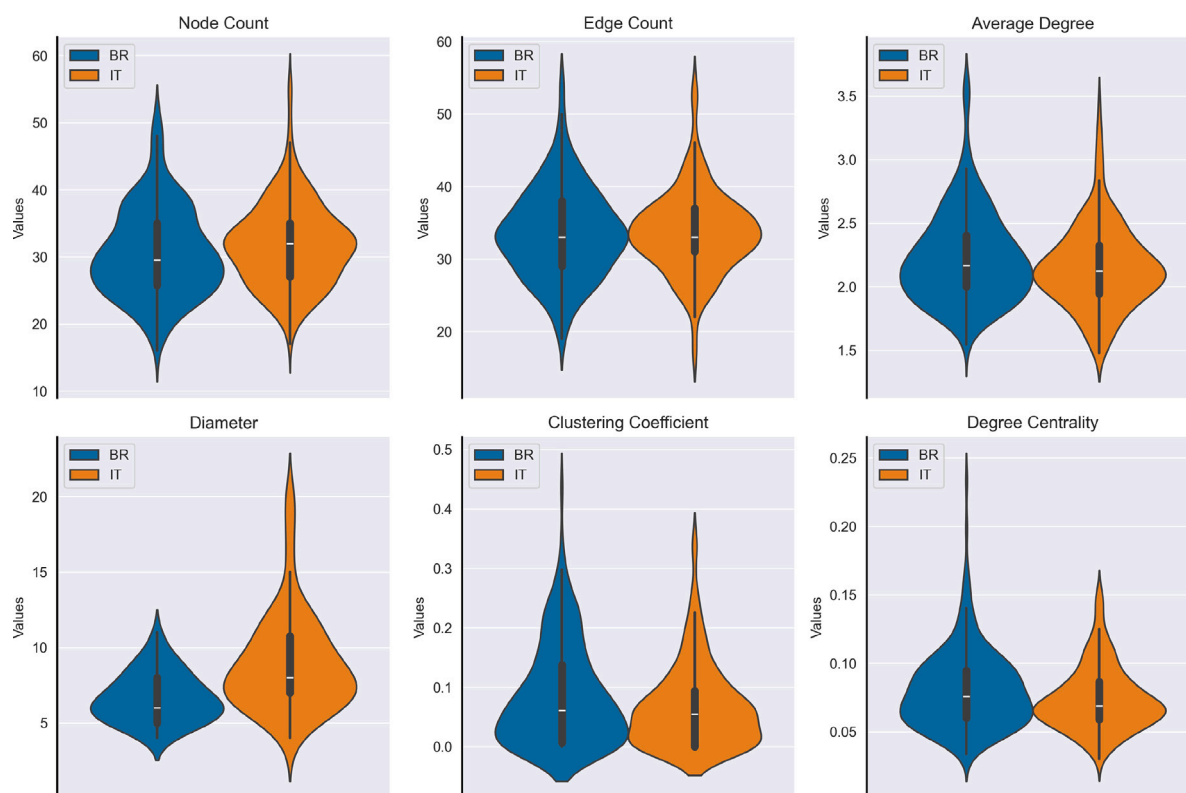 Node Count
BR
IT
60
50
40
30
20
10
Values
Edge Count
BR
IT
60
50
40
30
20
Values
Average Degree
BR
IT
3.5
3.0
2.5
2.0
1.5
Values
Diameter
BR
IT
20
15
10
5
Values
Clustering Coefficient
BR
IT
0.5
0.4
0.3
0.2
0.1
0.0
Values
Degree Centrality
BR
IT
0.25
0.20
0.15
0.10
0.05
Values